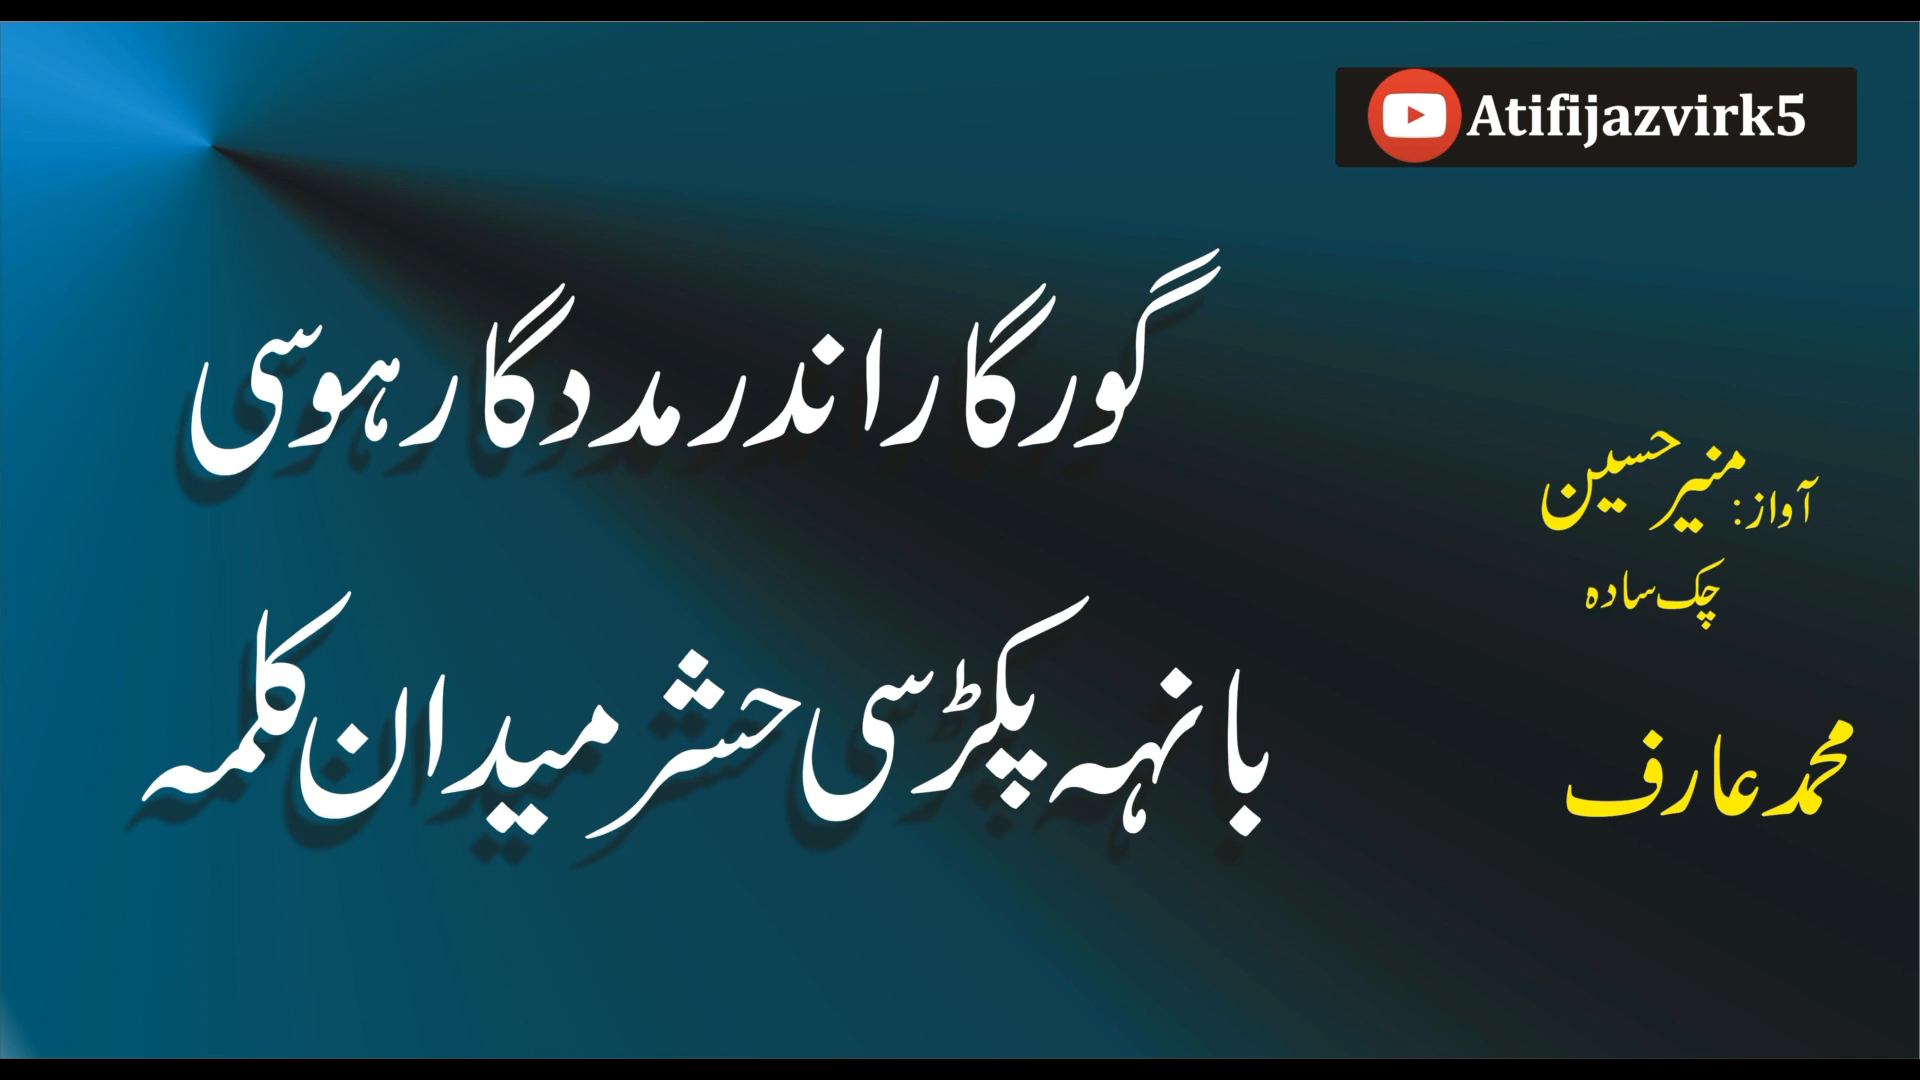 Atifijazvirk5
گور گار اندر مددگار ہوسی
بانہہ پکڑسی حشر میدان کلمہ
آواز: منیر حسین
چک سادہ
محمد عارف